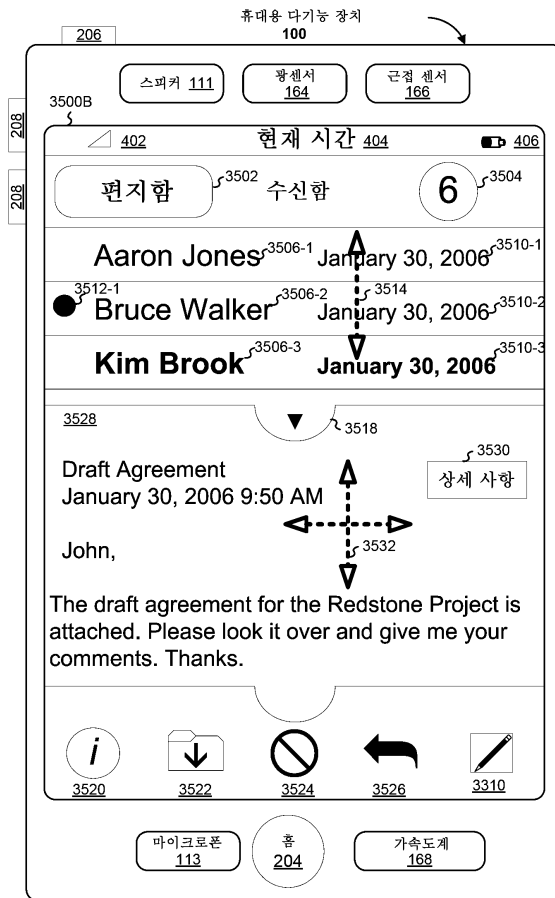 휴대용 다기능 장치
100
206
스피커 111
광센서
164
근접 센서
166
3500B
208
208
402
현재 시간 404
406
편지함
3502
수신함
6
3504
Aaron Jones
3506-1
January 30, 2006
3510-1
3512-1
Bruce Walker
3506-2
January 30, 2006
3514
3510-2
Kim Brook
3506-3
January 30, 2006
3510-3
3528
3518
3530
Draft Agreement
상세 사항
January 30, 2006 9:50 AM
3532
John,
The draft agreement for the Redstone Project is
attached. Please look it over and give me your
comments. Thanks.
i
3520
3522
3524
3526
3310
마이크로폰
113
홈
204
가속도계
168